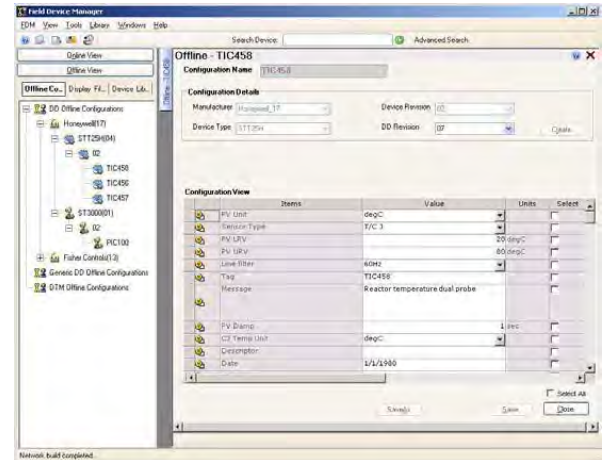 Field Device Manager
FDM View Tools Library Windows Help
Search Device: Advanced Search
Online View
Offline View
Offline Co.. Display Fil.. Device Lib..
DD Offline Configurations
Honeywell(17)
STT25H(04)
02
TIC458
TIC456
TIC457
ST3000(01)
02
PIC100
Fisher Controls(13)
Generic DD Offline Configurations
DTM Offline Configurations
Offline - TIC458
Offline - TIC458
Configuration Name TIC458
Configuration Details
Manufacturer Honeywell_17 Device Revision 02
Device Type STT25H DD Revision 07 Create
Configuration View
Items Value Units Select
PV Unit degC
Sensor Type T/C 3
PV LRV 20 degC
PV URV 80 degC
Line filter 60Hz
Tag TIC458
Message Reactor temperature dual probe
PV Damp 1 sec
CJ Temp Unit degC
Descriptor
Date 1/1/1980
Select All
Save As Save Close
Network build completed.